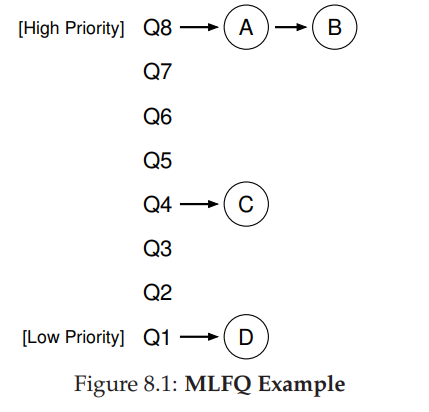 [High Priority] Q8 A B
Q7
Q6
Q5
Q4 C
Q3
Q2
[Low Priority] Q1 D
Figure 8.1: MLFQ Example